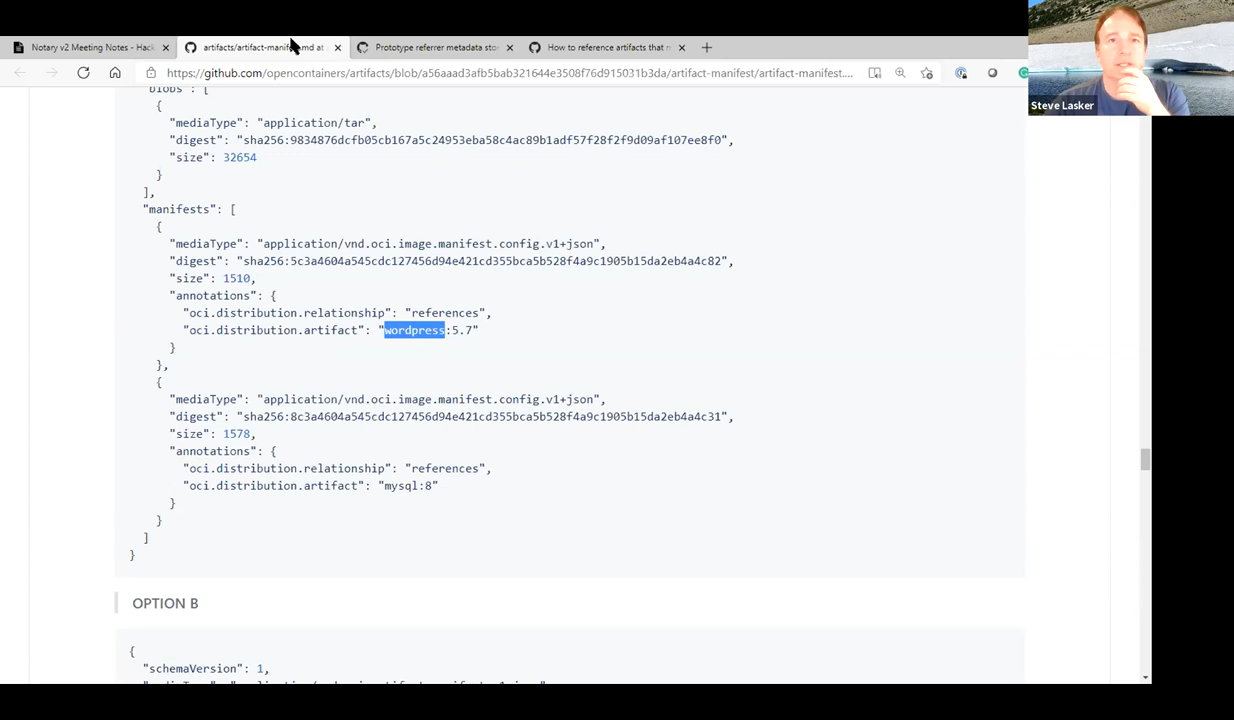 Notary v2 Meeting Notes - Hac
artifacts/artifact-manifest.md at
Prototype referrer metadata sto
How to reference artifacts that n
https://github.com/opencontainers/artifacts/blob/a56aaad3afb5bab321644e3508f76d915031b3da/artifact-manifest/artifact-manifest....
Steve Lasker
"blobs": [
{
"mediaType": "application/tar",
"digest": "sha256:9834876dcfb05cb167a5c24953eba58c4ac89b1adf57f28f2f9d09af107ee8f0",
"size": 32654
}
],
"manifests": [
{
"mediaType": "application/vnd.oci.image.manifest.config.v1+json",
"digest": "sha256:5c3a4604a545cdc127456d94e421cd355bca5b528f4a9c1905b15da2eb4a4c82",
"size": 1510,
"annotations": {
"oci.distribution.relationship": "references",
"oci.distribution.artifact": "wordpress:5.7"
}
},
{
"mediaType": "application/vnd.oci.image.manifest.config.v1+json",
"digest": "sha256:8c3a4604a545cdc127456d94e421cd355bca5b528f4a9c1905b15da2eb4a4c31",
"size": 1578,
"annotations": {
"oci.distribution.relationship": "references",
"oci.distribution.artifact": "mysql:8"
}
}
]
}
OPTION B
{
"schemaVersion": 1,